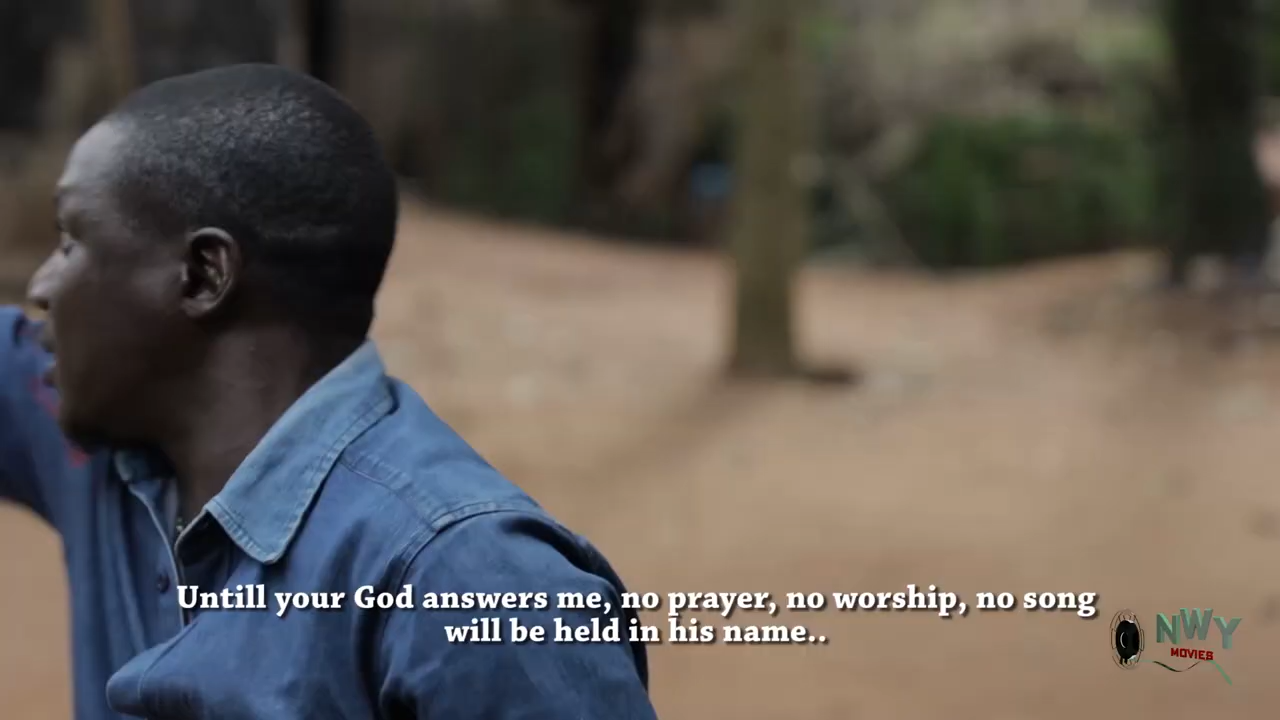 Untill your God answers me, no prayer, no worship, no song
will be held in his name..
NWY
MOVIES